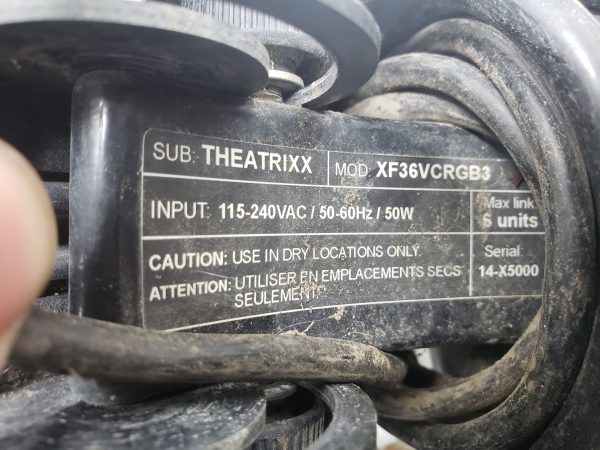 SUB: THEATRIXX MOD: XF36VCRGB3
INPUT: 115-240VAC / 50-60Hz / 50W
Max link
6 units
CAUTION: USE IN DRY LOCATIONS ONLY.
ATTENTION: UTILISER EN EMPLACEMENTS SECS
SEULEMENT.
Serial
14-X5000